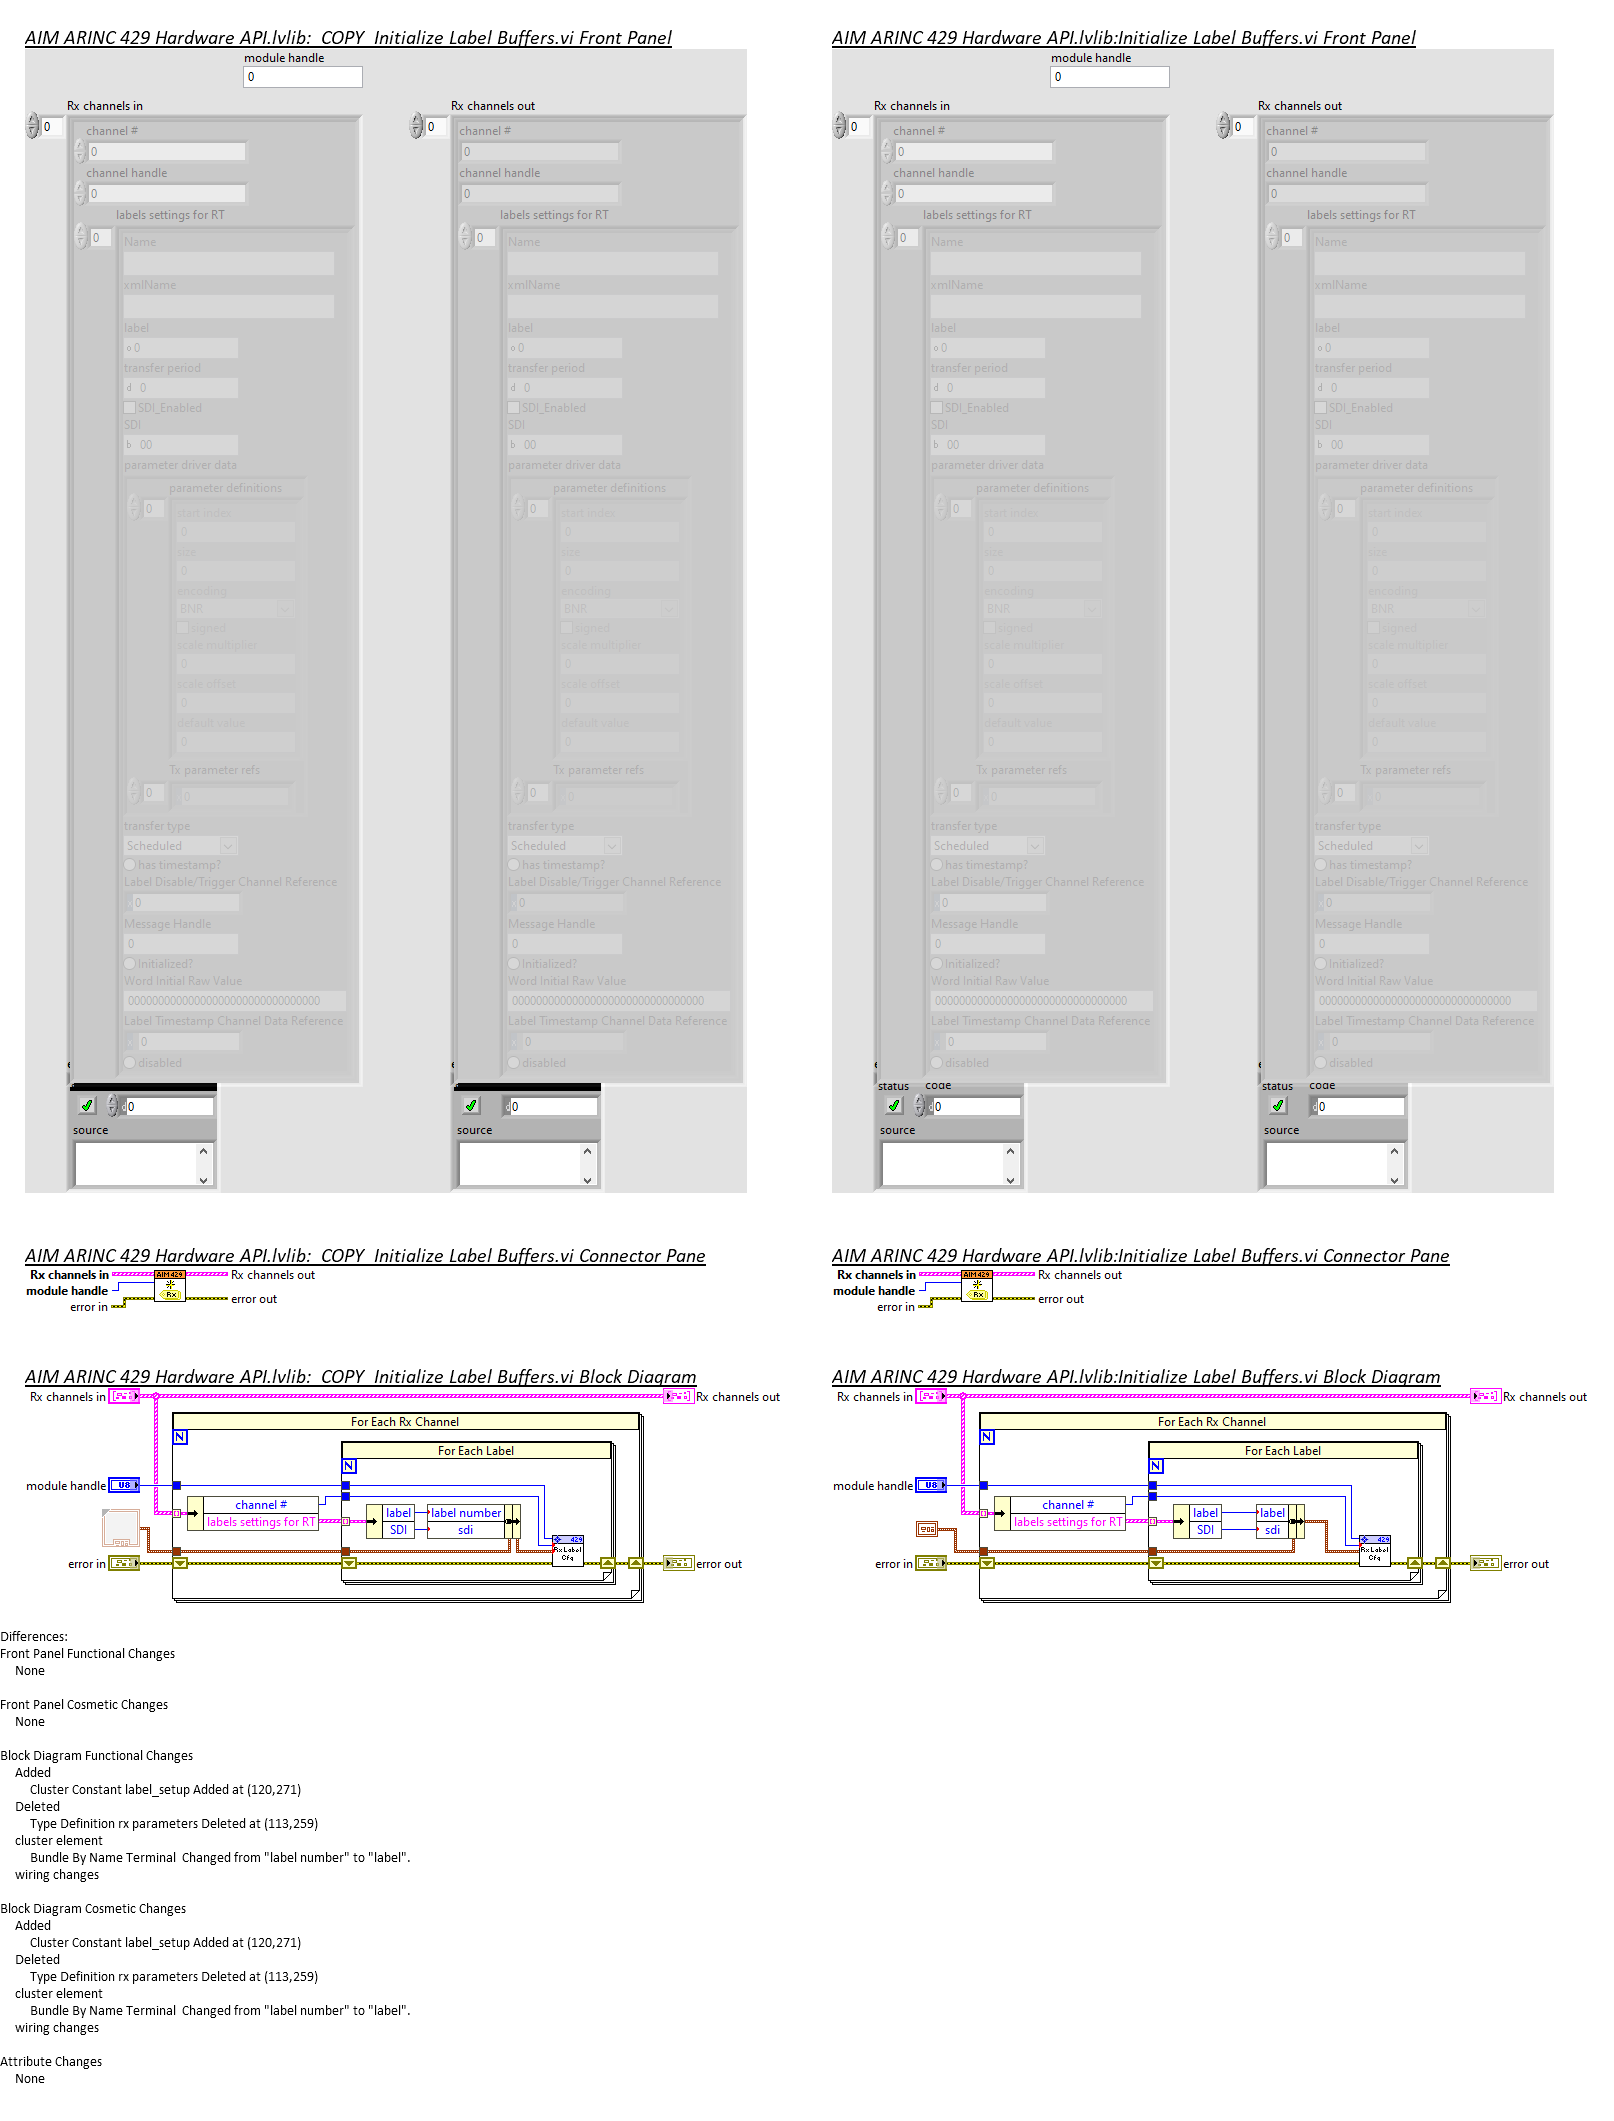 AIM ARINC 429 Hardware API.lvlib:  COPY  Initialize Label Buffers.vi Front Panel
module handle
0
Rx channels in
0
channel #
0
channel handle
0
labels settings for RT
0
Name
xmlName
label
o 0
transfer period
d 0
SDI_Enabled
SDI
b 00
parameter driver data
parameter definitions
0
start index
0
size
0
encoding
BNR
signed
scale multiplier
0
scale offset
0
default value
0
Tx parameter refs
0
0
transfer type
Scheduled
has timestamp?
Label Disable/Trigger Channel Reference
x 0
Message Handle
0
Initialized?
Word Initial Raw Value
00000000000000000000000000000000
Label Timestamp Channel Data Reference
x 0
disabled
d 0
source
Rx channels out
0
channel #
0
channel handle
0
labels settings for RT
0
Name
xmlName
label
o 0
transfer period
d 0
SDI_Enabled
SDI
b 00
parameter driver data
parameter definitions
0
start index
0
size
0
encoding
BNR
signed
scale multiplier
0
scale offset
0
default value
0
Tx parameter refs
0
0
transfer type
Scheduled
has timestamp?
Label Disable/Trigger Channel Reference
x 0
Message Handle
0
Initialized?
Word Initial Raw Value
00000000000000000000000000000000
Label Timestamp Channel Data Reference
x 0
disabled
d 0
source
AIM ARINC 429 Hardware API.lvlib:Initialize Label Buffers.vi Front Panel
module handle
0
Rx channels in
0
channel #
0
channel handle
0
labels settings for RT
0
Name
xmlName
label
o 0
transfer period
d 0
SDI_Enabled
SDI
b 00
parameter driver data
parameter definitions
0
start index
0
size
0
encoding
BNR
signed
scale multiplier
0
scale offset
0
default value
0
Tx parameter refs
0
0
transfer type
Scheduled
has timestamp?
Label Disable/Trigger Channel Reference
x 0
Message Handle
0
Initialized?
Word Initial Raw Value
00000000000000000000000000000000
Label Timestamp Channel Data Reference
x 0
disabled
status code
d 0
source
Rx channels out
0
channel #
0
channel handle
0
labels settings for RT
0
Name
xmlName
label
o 0
transfer period
d 0
SDI_Enabled
SDI
b 00
parameter driver data
parameter definitions
0
start index
0
size
0
encoding
BNR
signed
scale multiplier
0
scale offset
0
default value
0
Tx parameter refs
0
0
transfer type
Scheduled
has timestamp?
Label Disable/Trigger Channel Reference
x 0
Message Handle
0
Initialized?
Word Initial Raw Value
00000000000000000000000000000000
Label Timestamp Channel Data Reference
x 0
disabled
status code
d 0
source
AIM ARINC 429 Hardware API.lvlib:  COPY  Initialize Label Buffers.vi Connector Pane
Rx channels in
module handle
error in
AIM 429
Rx
Rx channels out
error out
AIM ARINC 429 Hardware API.lvlib:Initialize Label Buffers.vi Connector Pane
Rx channels in
module handle
error in
AIM 429
Rx
Rx channels out
error out
AIM ARINC 429 Hardware API.lvlib:  COPY  Initialize Label Buffers.vi Block Diagram
Rx channels in
Rx channels out
For Each Rx Channel
N
For Each Label
N
module handle
U8
channel #
labels settings for RT
label
SDI
label number
sdi
429
Rx Label
Cfg
error in
error out
AIM ARINC 429 Hardware API.lvlib:Initialize Label Buffers.vi Block Diagram
Rx channels in
Rx channels out
For Each Rx Channel
N
For Each Label
N
module handle
U8
channel #
labels settings for RT
label
SDI
label
sdi
429
Rx Label
Cfg
error in
error out
Differences:
Front Panel Functional Changes
None
Front Panel Cosmetic Changes
None
Block Diagram Functional Changes
Added
Cluster Constant label_setup Added at (120,271)
Deleted
Type Definition rx parameters Deleted at (113,259)
cluster element
Bundle By Name Terminal  Changed from "label number" to "label".
wiring changes
Block Diagram Cosmetic Changes
Added
Cluster Constant label_setup Added at (120,271)
Deleted
Type Definition rx parameters Deleted at (113,259)
cluster element
Bundle By Name Terminal  Changed from "label number" to "label".
wiring changes
Attribute Changes
None